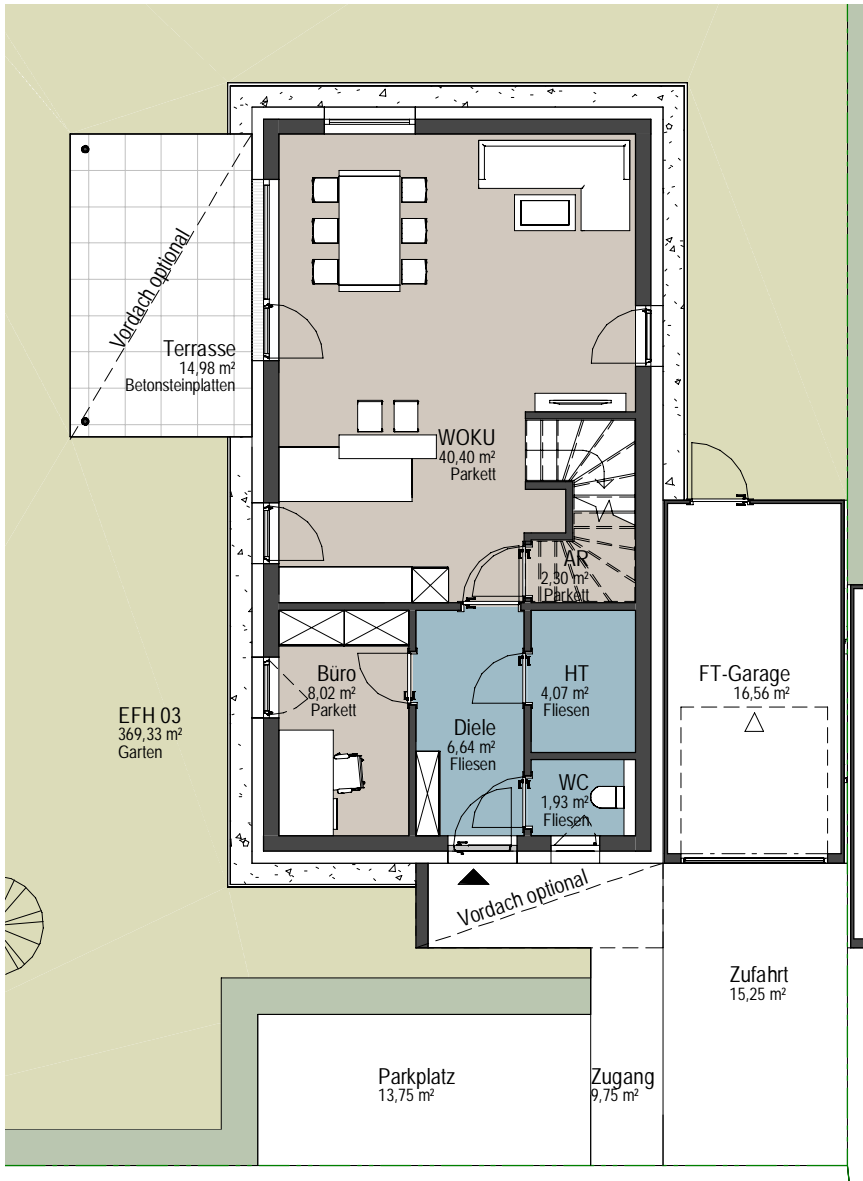 Vordach optional
Terrasse
14,98 m²
Betonsteinplatten
WOKU
40,40 m²
Parkett
AR
2,30 m²
Parkett
Büro
8,02 m²
Parkett
HT
4,07 m²
Fliesen
FT-Garage
16,56 m²
EFH 03
369,33 m²
Garten
Diele
6,64 m²
Fliesen
WC
1,93 m²
Fliesen
Vordach optional
Zufahrt
15,25 m²
Parkplatz
13,75 m²
Zugang
9,75 m²